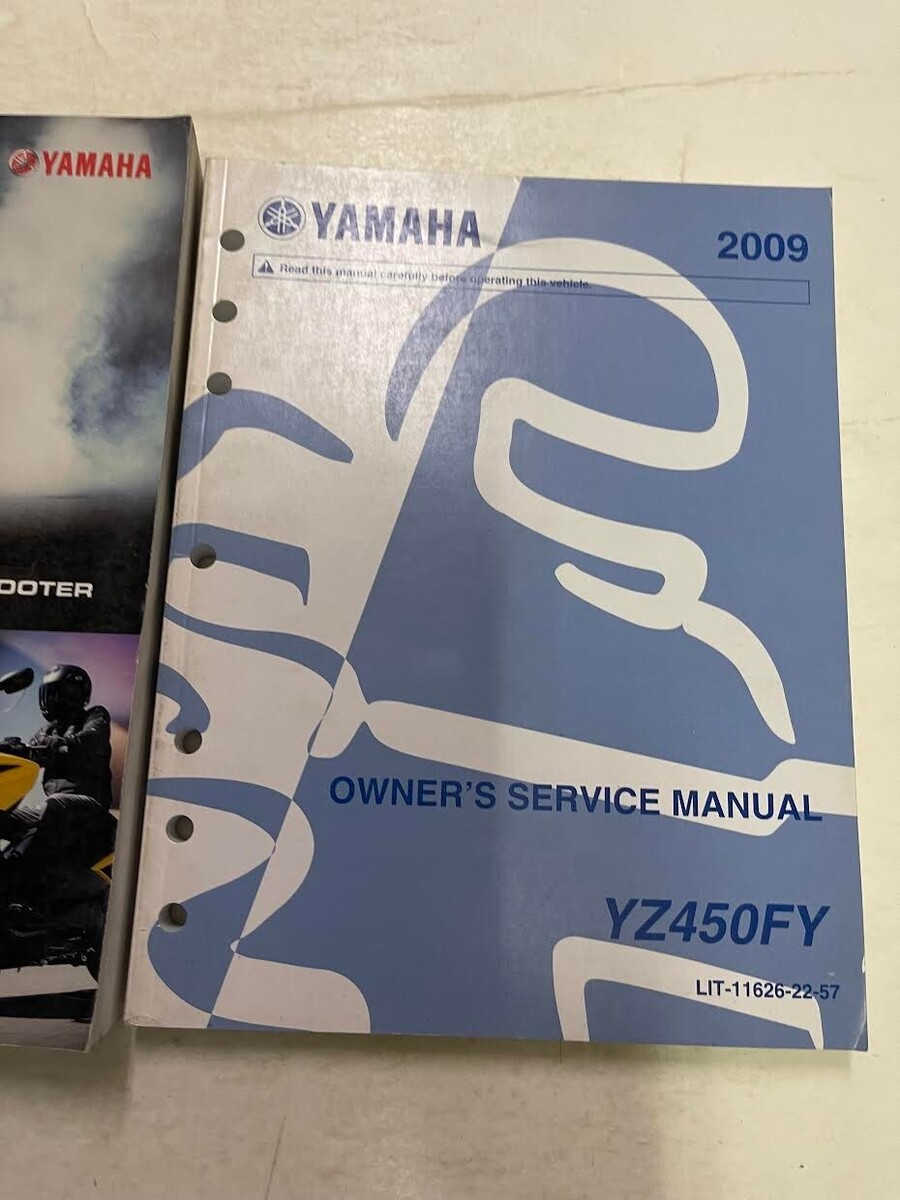 YAMAHA
OOTER
YAMAHA
2009
Read this manual carefully before operating this vehicle.
OWNER'S SERVICE MANUAL
YZ450FY
LIT-11626-22-57